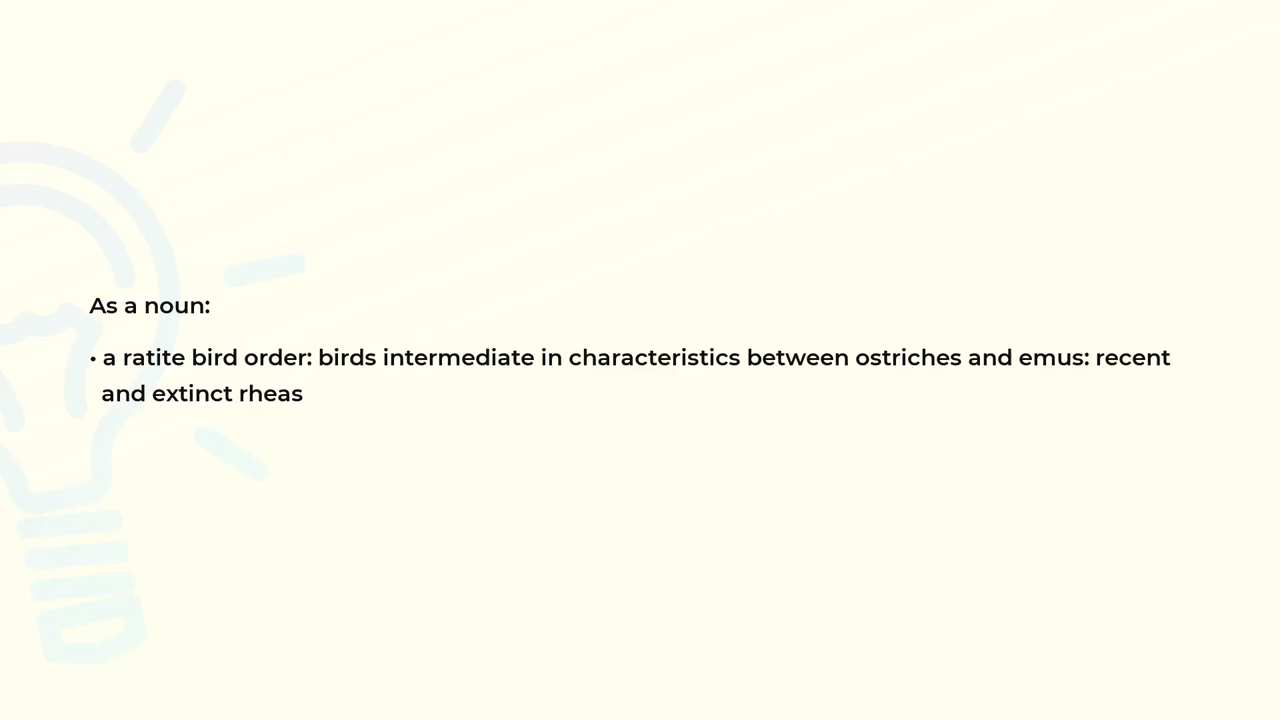 As a noun:
• a ratite bird order: birds intermediate in characteristics between ostriches and emus: recent
and extinct rheas